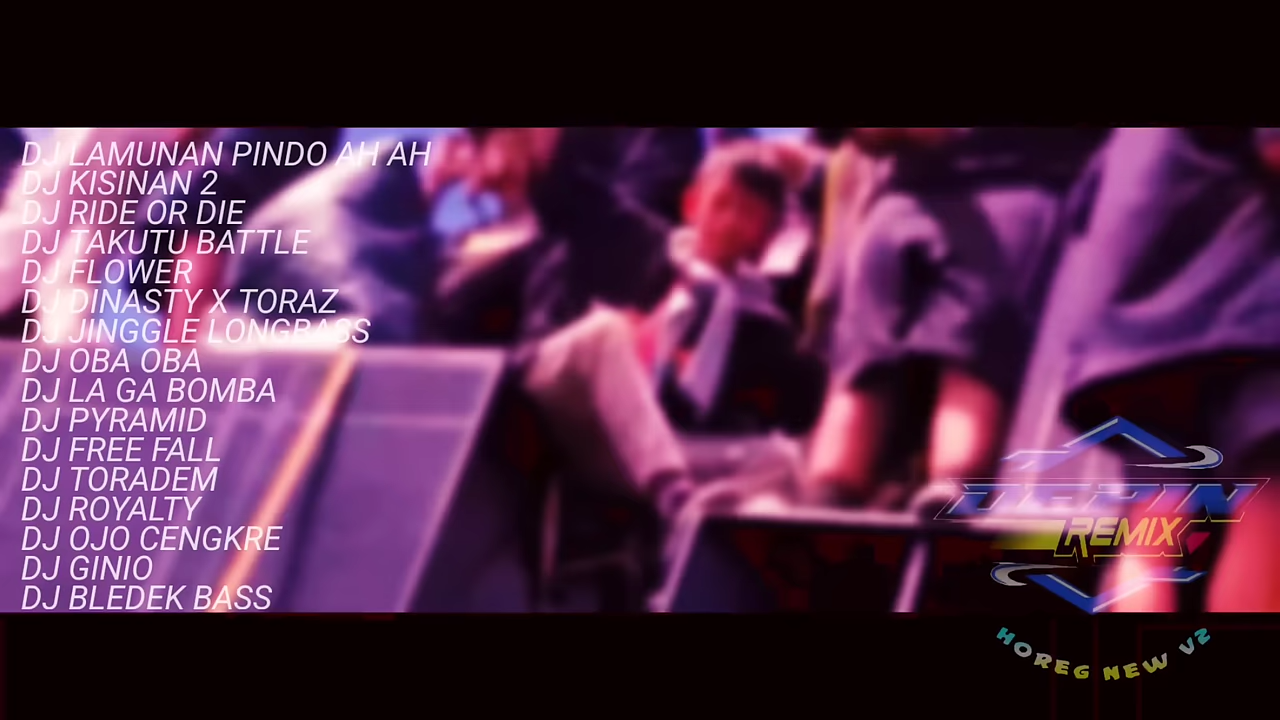 DJ LAMUNAN PINDO AH AH
DJ KISINAN 2
DJ RIDE OR DIE
DJ TAKUTU BATTLE
DJ FLOWER
DJ DINASTY X TORAZ
DJ JINGGLE LONGBASS
DJ OBA OBA
DJ LA GA BOMBA
DJ PYRAMID
DJ FREE FALL
DJ TORADEM
DJ ROYALTY
DJ OJO CENGKRE
DJ GINIO
DJ BLEDEK BASS
REMIX
HOREG NEW V2